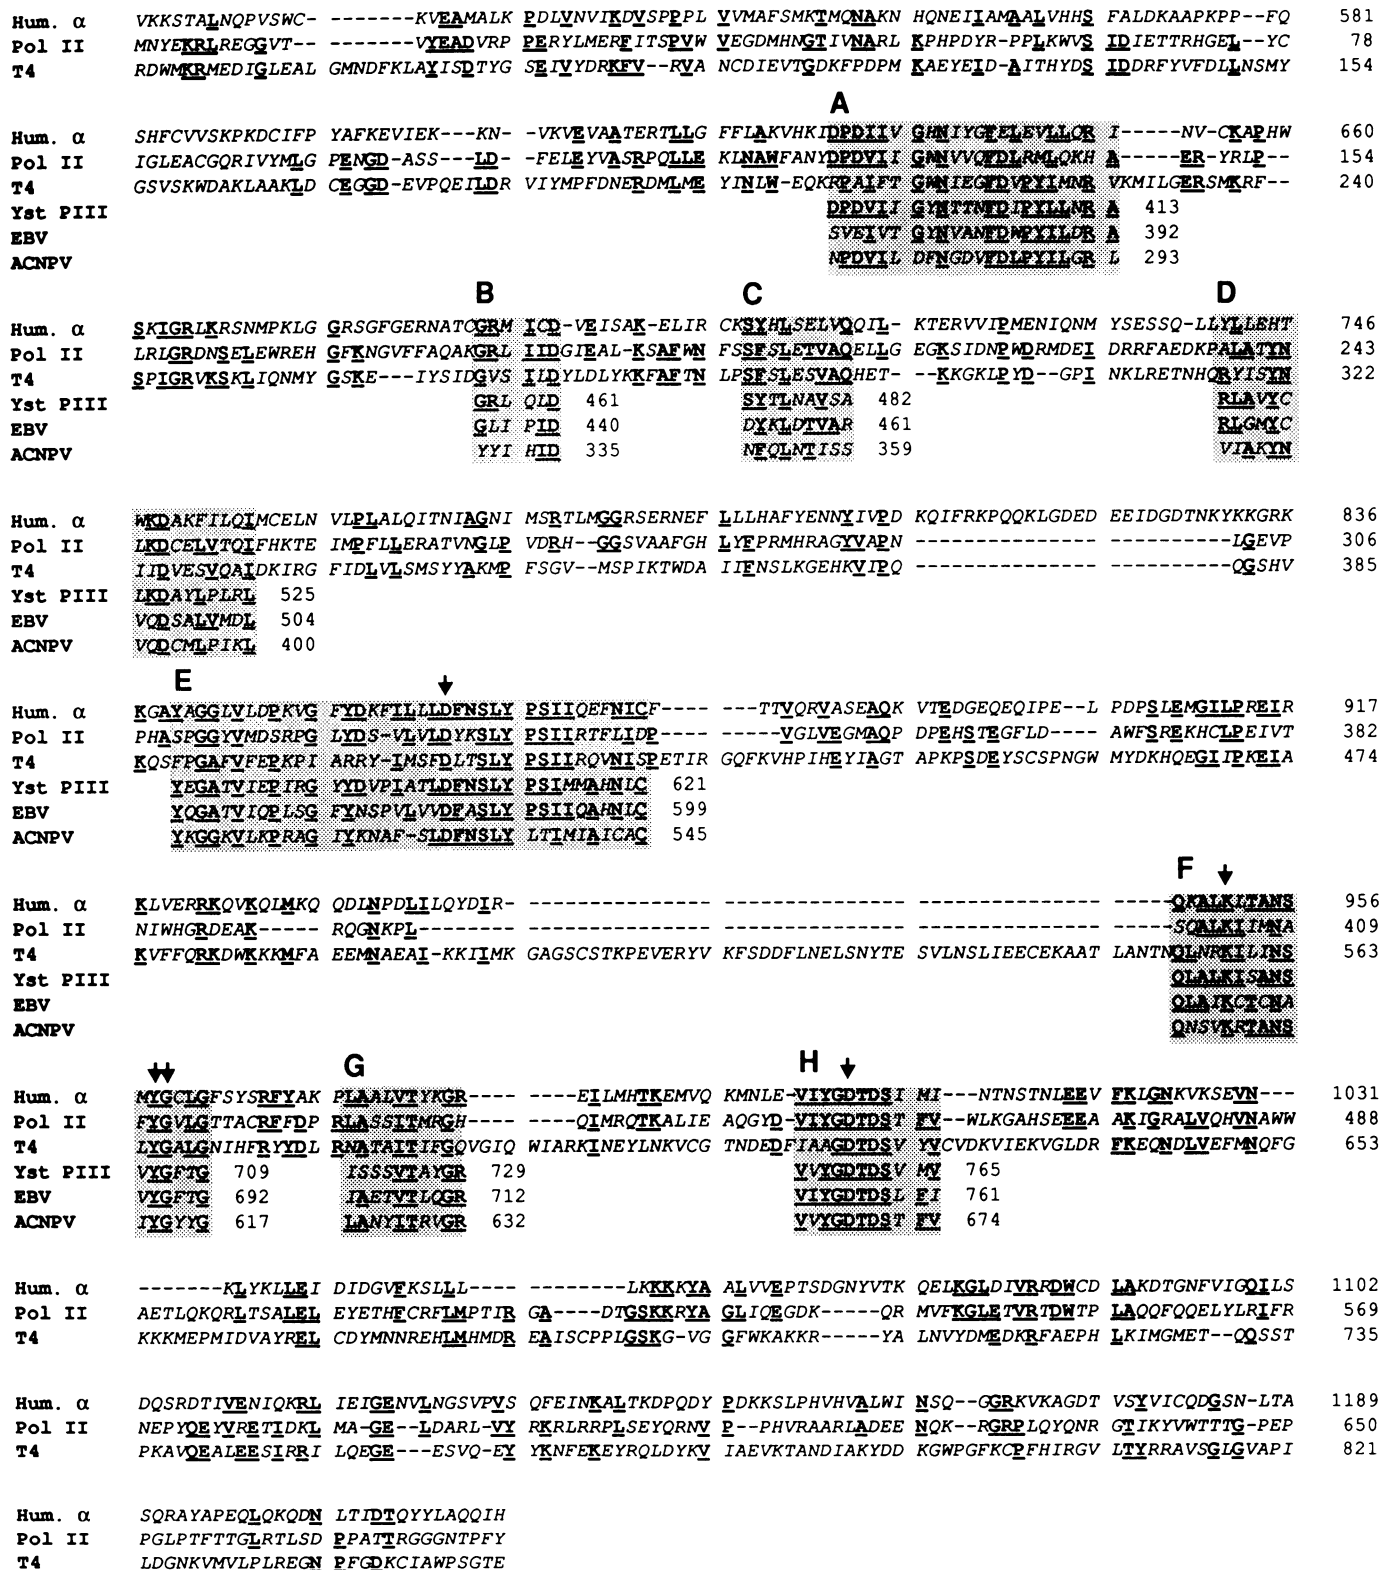 Hum. α VKKSTALNQPVSWC- -------KVEAMALK PDLVNVIKDVSPPPL VVMAFSMKTMQNAKN HQNEIIAMAALVHHS FALDKAAPKPP--FQ 581
Pol II MNYEKRLREGGVT-- -------VYEADVRP PERYLMERFITSPVW VEGDMHNGTIVNARL KPHPDYR-PPLKWVS IDIETTRHGEL--YC 78
T4 RDWMKRMEDIGLEAL GMNDFKLAYISDTYG SEIVYDRKFV--RVA NCDIEVTGDKFPDPM KAEYEID-AITHYDS IDDRFYVFDLLNSMY 154
A
Hum. α SHFCVVSKPKDCIFP YAFKEVIEK---KN- -VKVEVAATERTLLG FFLAKVHKIDPDIIV GHNIYGFELEVLLQR I-----NV-CKAPHW 660
Pol II IGLEACGQRIVYMLG PENGD-ASS---LD- -FELEYVASRPQLLE KLNAWFANYDPDVII GWNVVQFDLRMLQKH A-----ER-YRLP-- 154
T4 GSVSKWDAKLAAKLD CEGGD-EVPQEILDR VIYMPFDNERDMLME YINLW-EQKRPAIFT GWNIEGFDVPYIMNR VKMILGERSMKRF-- 240
Yst PIII DPDVII GYNTTNFDIPYLLNR A 413
EBV SVEIVT GYNVANFDWPYILDR A 392
ACNPV NPDVIL DFNGDVFDLPYILGR L 293
B C D
Hum. α SKIGRLKRSNMPKLG GRSGFGERNATCGRM ICD-VEISAK-ELIR CKSYHLSELVQQIL- KTERVVIPMENIQNM YSESSQ-LLYLLEHT 746
Pol II LRLGRDNSELEWREH GFKNGVFFAQAKGRL IIDGIEAL-KSAFWN FSSFSLETVAQELLG EGKSIDNPWDRMDEI DRRFAEDKPALATYN 243
T4 SPIGRVKSKLIQNMY GSKE---IYSIDGVS ILDYLDLYKKFAFTN LPSFSLESVAQHET- --KKGKLPYD--GPI NKLRETNHQRYISYN 322
Yst PIII GRL QLD 461 SYTLNAVSA 482 RLAVYC
EBV GLI PID 440 DYKLDTVAR 461 RLGMYC
ACNPV YYI HID 335 NFQLNTISS 359 VIAKYN
Hum. α WKDAKFILQIMCELN VLPLALQITNIAGNI MSRTLMGGRSERNEF LLLHAFYENNYIVPD KQIFRKPQQKLGDED EEIDGDTNKYKKGRK 836
Pol II LKDCELVTQIFHKTE IMPFLLERATVNGLP VDRH--GGSVAAFGH LYFPRMHRAGYVAPN --------------- ----------LGEVP 306
T4 IIDVESVQAIDKIRG FIDLVLSMSYYAKMP FSGV--MSPIKTWDA IIFNSLKGEHKVIPQ --------------- ----------QGSHV 385
Yst PIII LKDAYLPLRL 525
EBV VQDSALVMDL 504
ACNPV VQDCMLPIKL 400
E
Hum. α KGAYAGGLVLDPKVG FYDKFILLLDFNSLY PSIIQEFNICF---- --------TTVQRVASEAQK VTEDGEQEQIPE--L PDPSLEMGILPREIR 917
Pol II PHASPGGYVMDSRPG LYDS-VLVLDYKSLY PSIIRTFLIDP---- ------VGLVEGMAQP DPEHSTEGFLD---- AWFSREKHCLPEIVT 382
T4 KQSFPGAFVFEPKPI ARRY-IMSFDLTSLY PSIIRQVNISPETIR GQFKVHPIHEYIAGT APKPSDEYSCSPNGW MYDKHQEGIIPKEIA 474
Yst PIII YEGATVIEPIRG YYDVPIATLDFNSLY PSIMMAHNLC 621
EBV YQGATVIQPLSG FYNSPVLVVDFASLY PSIIQAHNLC 599
ACNPV YKGGKVLKPRAG IYKNAF-SLDFNSLY LTIMIAICAC 545
F
Hum. α KLVERRKQVKQLMKQ QDLNPDLILQYDIR- --------------- --------------- --------------- -----QKALKLTANS 956
Pol II NIWHGRDEAK----- RQGNKPL-------- --------------- --------------- --------------- -----SQALKIIMNA 409
T4 KVFFQRKDWKKKMFA EEMNAEAI-KKIIMK GAGSCSTKPEVERYV KFSDDFLNELSNYTE SVLNSLIEECEKAAT LANTNQLNRKILINS 563
Yst PIII QLALKISANS
EBV QLAIKCTCNA
ACNPV QNSVKRTANS
G H
Hum. α MYGCLGFSYSRFYAK PLAALVTYKGR---- -----EILMHTKEMVQ KMNLE-VIYGDTDSI MI---NTNSTNLEEV FKLGNKVKSEVN--- 1031
Pol II FYGVLGTTACRFFDP RLASSITMRGH---- -----QIMRQTKALIE AQGYD-VIYGDTDST FV---WLKGAHSEEE AAKIGRALVQHVNAWW 488
T4 LYGALGNIHFRYYDL RNATAITIFGQVGIQ WIARKINEYLNKVCG TNDEDFIAAGDTDSV YVCVDKVIEKVGLDR FKEQNDLVEFMNQFG 653
Yst PIII VYGFTG 709 ISSSVTAYGR 729 VVYGDTDSV MV 765
EBV VYGFTG 692 IAETVTLQGR 712 VIYGDTDSL FI 761
ACNPV IYGYYG 617 LANYITRVGR 632 VVYGDTDST FV 674
Hum. α -------KLYKLLEI DIDGVFKSLLL---- --------LKKKKYA ALVVEPTSDGNYVTK QELKGLDIVRRDWCD LAKDTGNFVIGQILS 1102
Pol II AETLQKQRLTSALEL EYETHFCRFLMPTIR GA----DTGSKKRYA GLIQEGDK-----QR MVFKGLETVRTDWTP LAQQFQQELYLRIFR 569
T4 KKKMEPMIDVAYREL CDYMNNREHLMHMDR EAISCPPLGSKG-VG GFWKAKKR-----YA LNVYDMEDKRFAEPH LKIMGMET--QQSST 735
Hum. α DQSRDTIVENIQKRL IEIGENVLNGSVPVS QFEINKALTKDPQDY PDKKSLPHVHVALWI NSQ--GGRKVKAGDT VSYVICQDGSN-LTA 1189
Pol II NEPYQEYVRETIDKL MA-GE--LDARL-VY RKRLRRPLSEYQRNV P--PHVRAARLADEE NQK--RGRPLQYQNR GTIKYVWTTTG-PEP 650
T4 PKAVQEALEESIRRI LQEGE---ESVQ-EY YKNFEKEYRQLDYKV IAEVKTANDIAKYDD KGWPGFKCPFHIRGV LTYRRAVSGLGVAPI 821
Hum. α SQRAYAPEQLQKQDN LTIDTQYYLAQQIH
Pol II PGLPTFTTGLRTLSD PPATTRGGGNTPFY
T4 LDGNKVMVLPLREGN PFGDKCIAWPSGTE